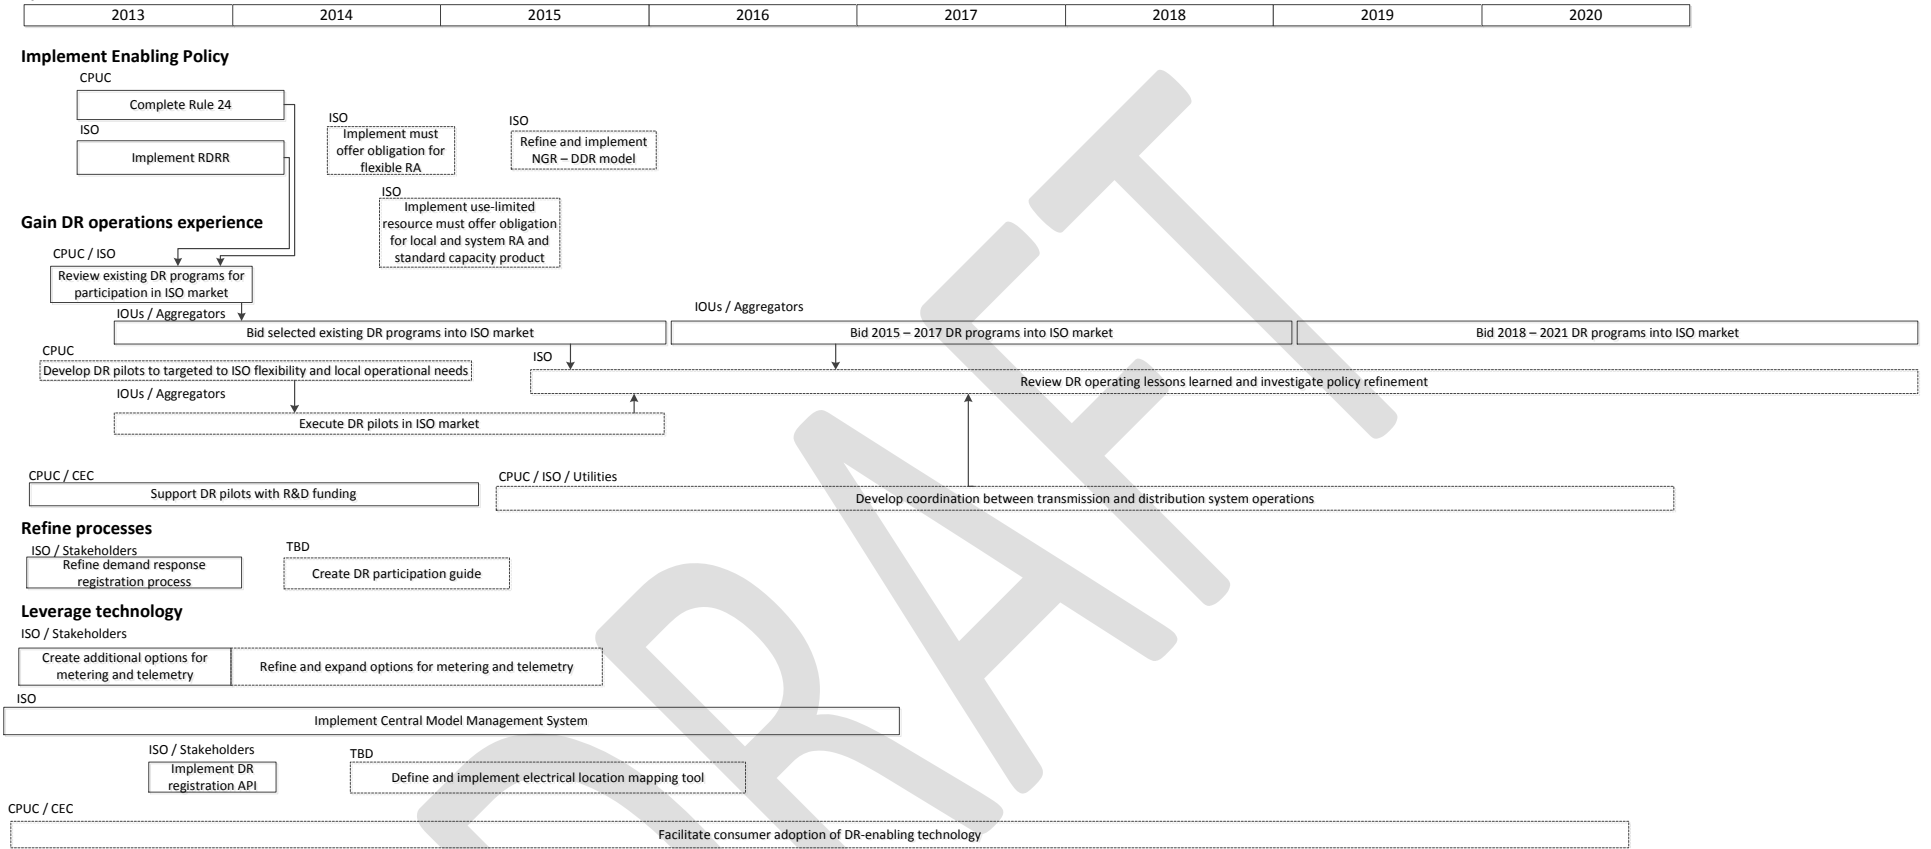 2013 2014 2015 2016 2017 2018 2019 2020
Implement Enabling Policy
CPUC
Complete Rule 24
ISO
Implement RDRR
ISO
Implement must
offer obligation for
flexible RA
ISO
Refine and implement
NGR – DDR model
ISO
Implement use-limited
resource must offer obligation
for local and system RA and
standard capacity product
Gain DR operations experience
CPUC / ISO
Review existing DR programs for
participation in ISO market
IOUs / Aggregators
Bid selected existing DR programs into ISO market
IOUs / Aggregators
Bid 2015 – 2017 DR programs into ISO market
Bid 2018 – 2021 DR programs into ISO market
CPUC
Develop DR pilots to targeted to ISO flexibility and local operational needs
ISO
Review DR operating lessons learned and investigate policy refinement
IOUs / Aggregators
Execute DR pilots in ISO market
CPUC / CEC
Support DR pilots with R&D funding
CPUC / ISO / Utilities
Develop coordination between transmission and distribution system operations
Refine processes
ISO / Stakeholders
Refine demand response
registration process
TBD
Create DR participation guide
Leverage technology
ISO / Stakeholders
Create additional options for
metering and telemetry
Refine and expand options for metering and telemetry
ISO
Implement Central Model Management System
ISO / Stakeholders
Implement DR
registration API
TBD
Define and implement electrical location mapping tool
CPUC / CEC
Facilitate consumer adoption of DR-enabling technology
DRAFT